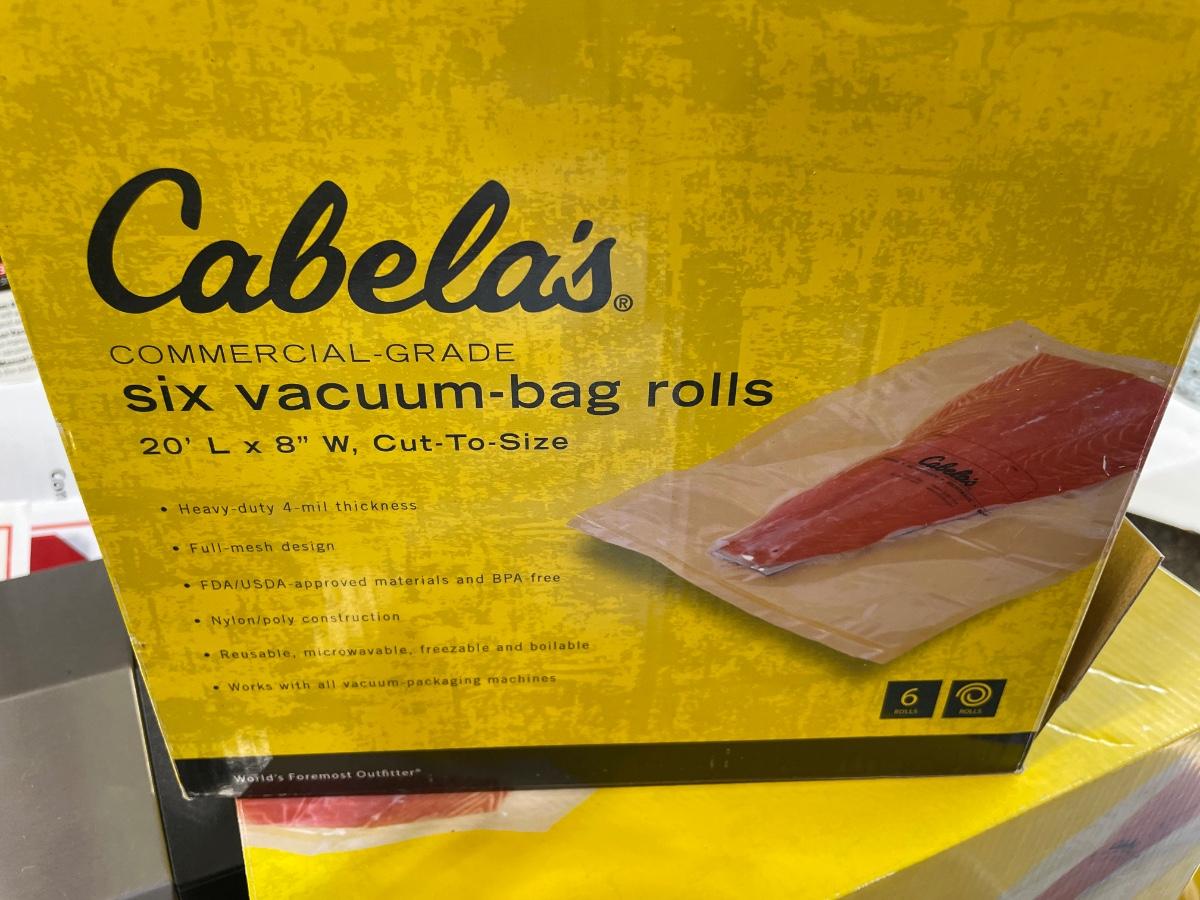 Cabela's®
COMMERCIAL-GRADE
six vacuum-bag rolls
20' L x 8" W, Cut-To-Size
• Heavy-duty 4-mil thickness
• Full-mesh design
• FDA/USDA-approved materials and BPA-free
• Nylon/poly construction
• Reusable, microwavable, freezable and boilable
• Works with all vacuum-packaging machines
Cabela's
6
ROLLS
ROLLS
World's Foremost Outfitter®
Con